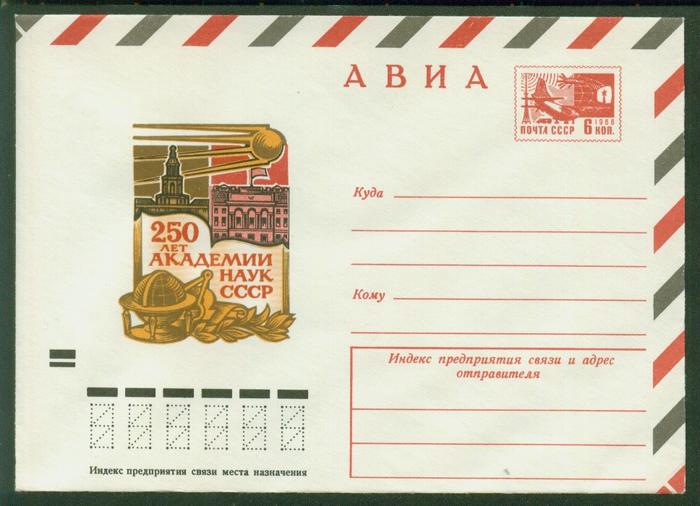 АВИА
1966
ПОЧТА СССР 6 КОП.
250
ЛЕТ
АКАДЕМИИ
НАУК
СССР
Куда
Кому
Индекс предприятия связи и адрес
отправителя
Индекс предприятия связи места назначения